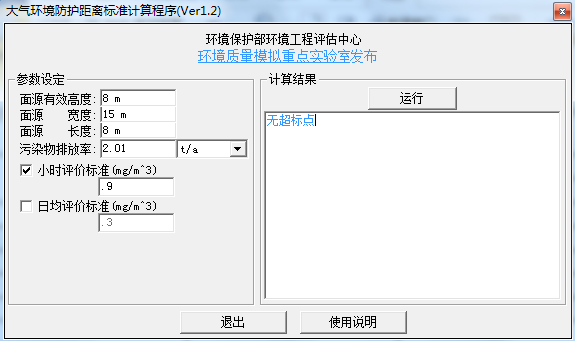 大气环境防护距离标准计算程序(Ver1.2)
环境保护部环境工程评估中心
环境质量模拟重点实验室发布
参数设定
面源有效高度: 8 m
面源 宽度: 15 m
面源 长度: 8 m
污染物排放率: 2.01 t/a
小时评价标准(mg/m^3)
.9
日均评价标准(mg/m^3)
.3
计算结果
运行
无超标点
退出 使用说明